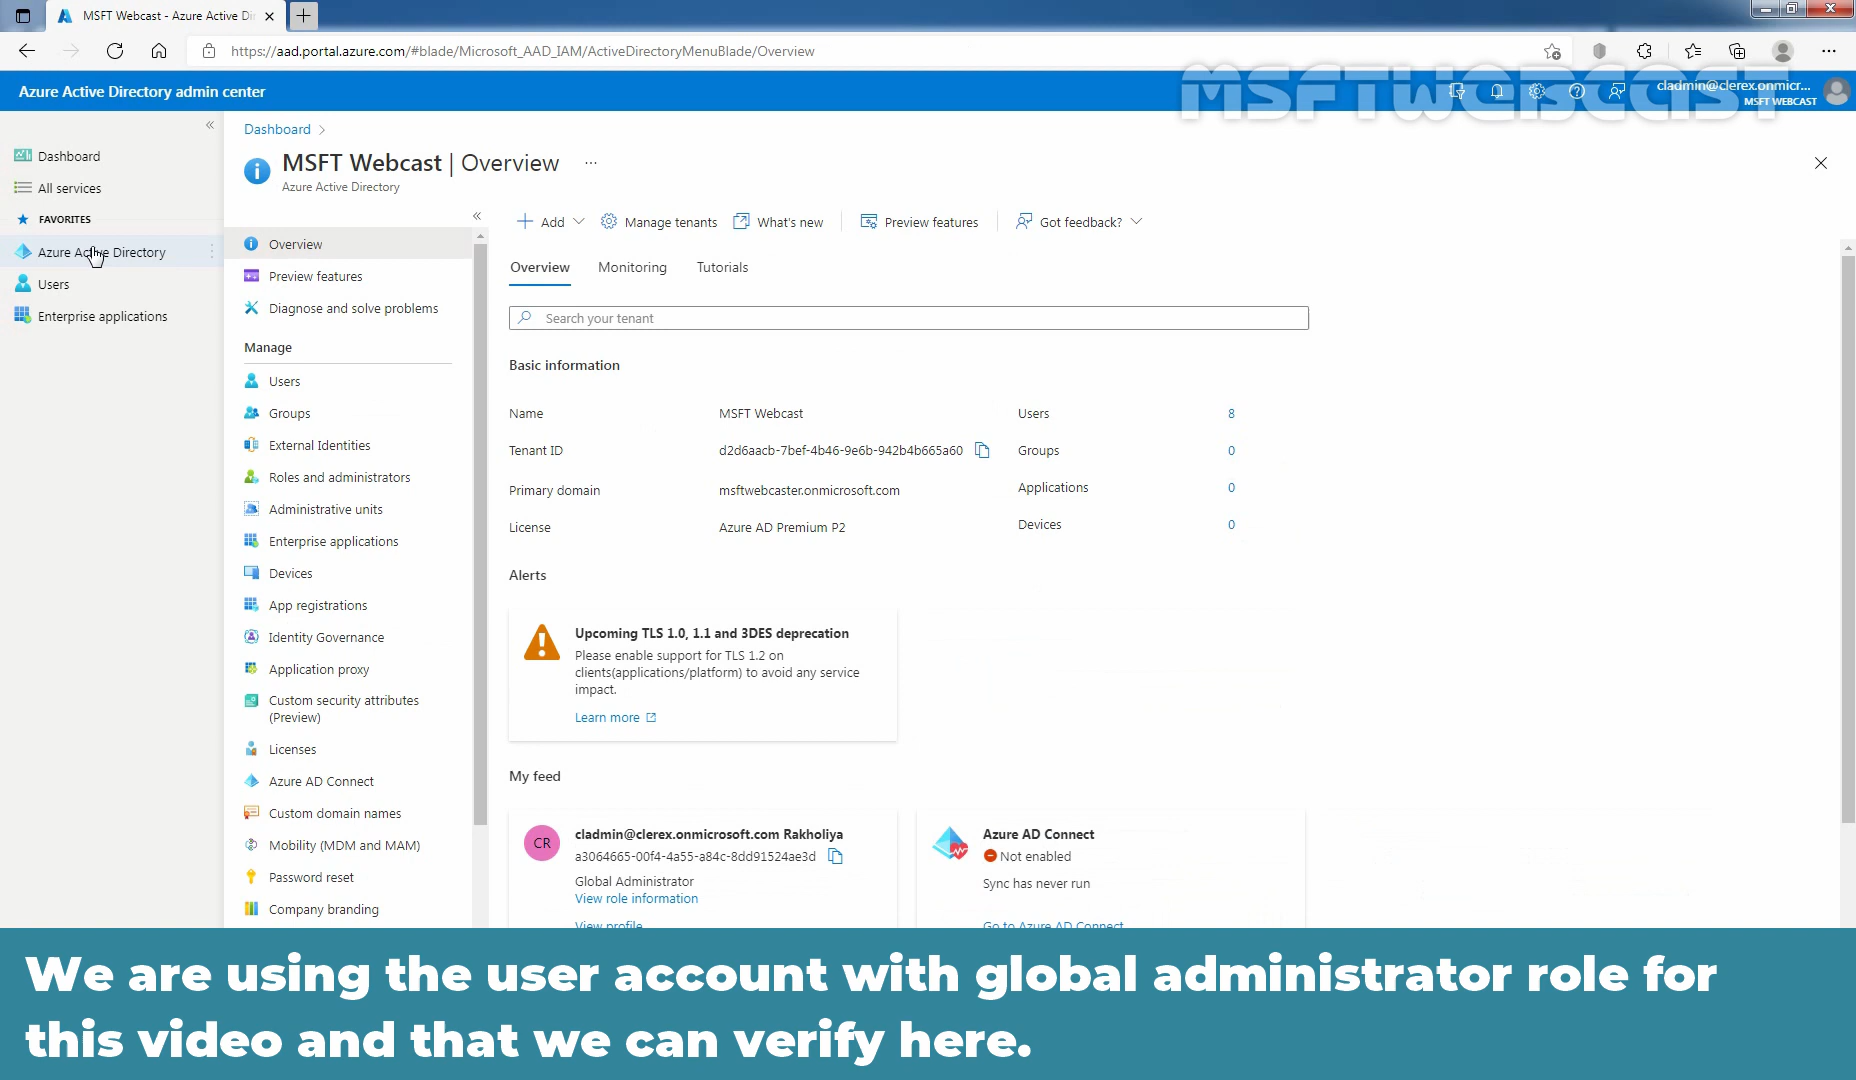 MSFT Webcast - Azure Active Di
https://aad.portal.azure.com/#blade/Microsoft_AAD_IAM/ActiveDirectoryMenuBlade/Overview
Azure Active Directory admin center
MSFTWEBCAST
cladmin@clerex.onmicr...
MSFT WEBCAST
Dashboard
All services
FAVORITES
Azure Active Directory
Users
Enterprise applications
Dashboard >
MSFT Webcast | Overview ...
Azure Active Directory
Overview
Preview features
Diagnose and solve problems
Manage
Users
Groups
External Identities
Roles and administrators
Administrative units
Enterprise applications
Devices
App registrations
Identity Governance
Application proxy
Custom security attributes
(Preview)
Licenses
Azure AD Connect
Custom domain names
Mobility (MDM and MAM)
Password reset
Company branding
Add Manage tenants What's new Preview features Got feedback?
Overview Monitoring Tutorials
Search your tenant
Basic information
Name MSFT Webcast Users 8
Tenant ID d2d6aacb-7bef-4b46-9e6b-942b4b665a60 Groups 0
Primary domain msftwebcaster.onmicrosoft.com Applications 0
License Azure AD Premium P2 Devices 0
Alerts
Upcoming TLS 1.0, 1.1 and 3DES deprecation
Please enable support for TLS 1.2 on
clients(applications/platform) to avoid any service
impact.
Learn more
My feed
CR
cladmin@clerex.onmicrosoft.com Rakholiya
a3064665-00f4-4a55-a84c-8dd91524ae3d
Global Administrator
View role information
View profile
Azure AD Connect
Not enabled
Sync has never run
Go to Azure AD Connect
We are using the user account with global administrator role for
this video and that we can verify here.